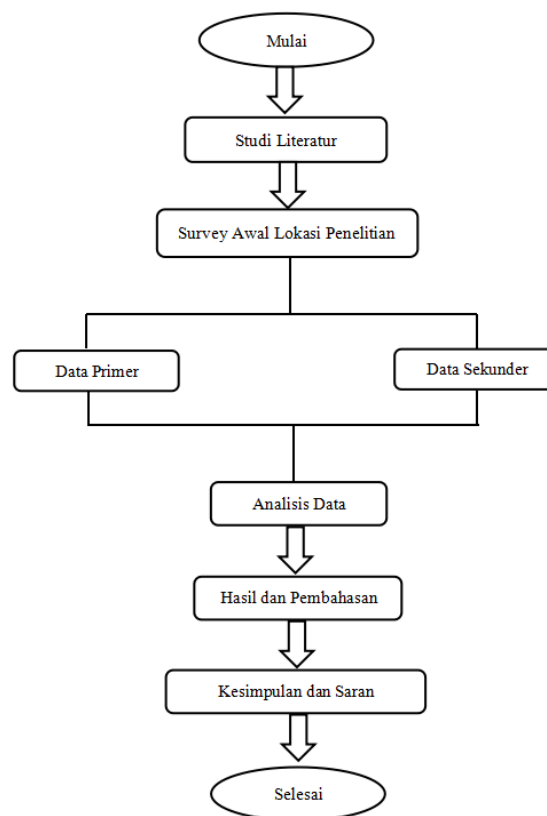 Mulai
Studi Literatur
Survey Awal Lokasi Penelitian
Data Primer
Data Sekunder
Analisis Data
Hasil dan Pembahasan
Kesimpulan dan Saran
Selesai